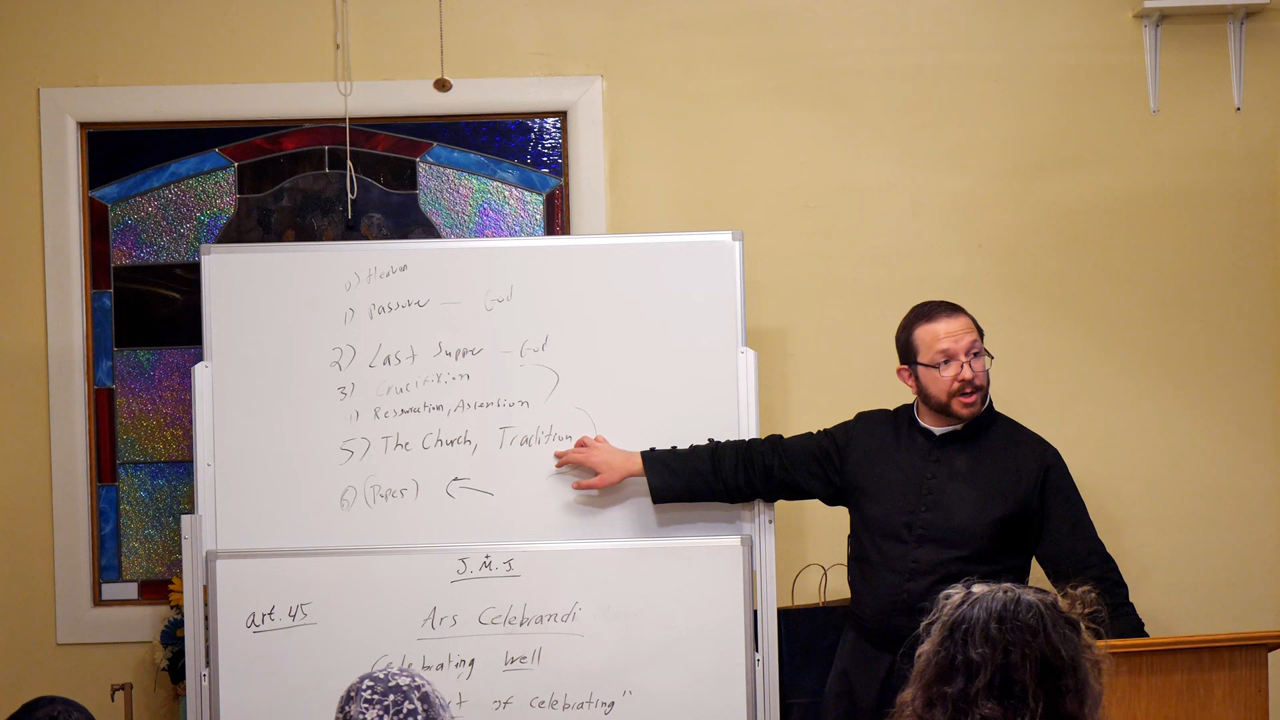 0) Heaven
1) Passover — God
2) Last Supper — God
3) Crucifixion
1) Resurrection, Ascension
5) The Church, Tradition
6) (Popes) ←
J. M. J.
art. 45
Ars Celebrandi
Celebrating Well
of celebrating"